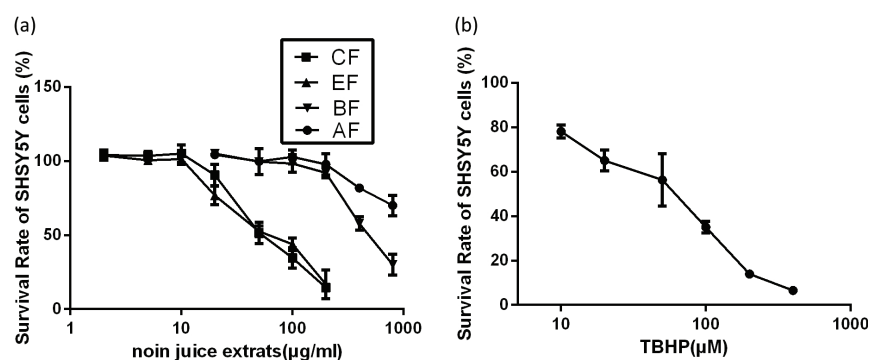 (a)
CF
EF
BF
AF
Survival Rate of SHSY5Y cells (%)
150
100
50
0
1
10
100
1000
noin juice extrats(µg/ml)
(b)
Survival Rate of SHSY5Y cells (%)
100
80
60
40
20
0
10
100
1000
TBHP(µM)